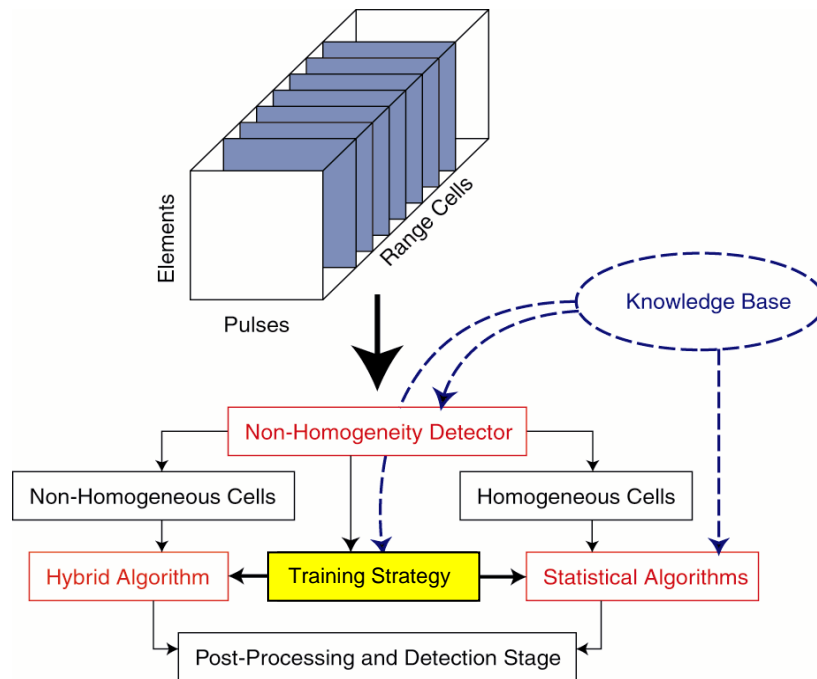 Elements
Range Cells
Pulses
Knowledge Base
Non-Homogeneity Detector
Non-Homogeneous Cells
Homogeneous Cells
Hybrid Algorithm
Training Strategy
Statistical Algorithms
Post-Processing and Detection Stage